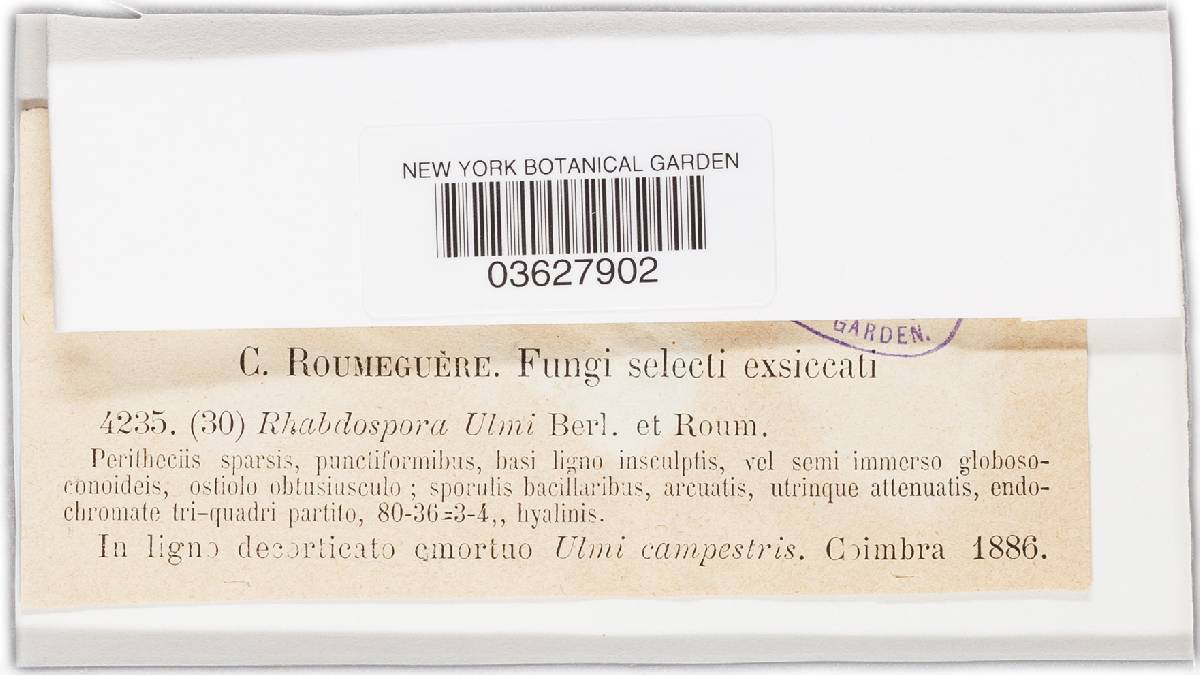 NEW YORK BOTANICAL GARDEN
03627902
GARDEN.
C. ROUMEGUÈRE. Fungi selecti exsiccati
4235. (30) Rhabdospora Ulmi Berl. et Roum.
Peritheciis sparsis, punctiformibus, basi ligno insculptis, vel semi immerso globoso-
conoideis, ostiolo obtusiusculo ; sporulis bacillaribus, arcuatis, utrinque attenuatis, endo-
chromate tri-quadri partito, 80-36=3-4,, hyalinis.
In ligno decorticato emortuo Ulmi campestris. Coimbra 1886.